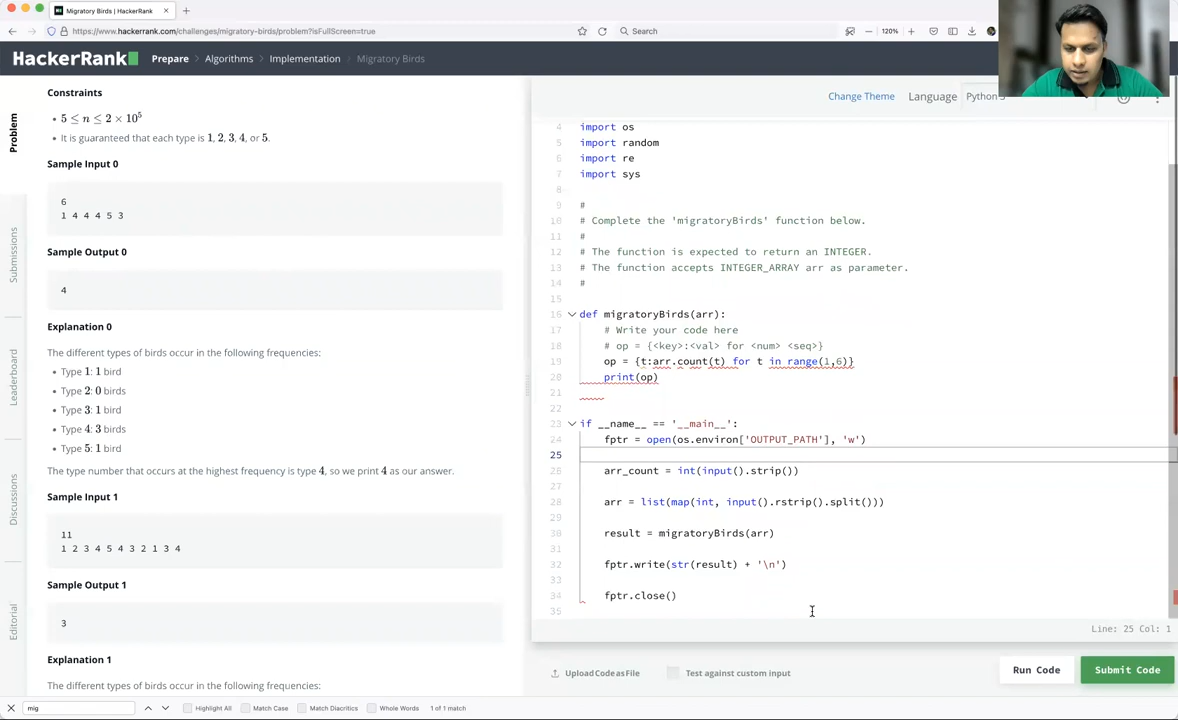 Migratory Birds | HackerRank
https://www.hackerrank.com/challenges/migratory-birds/problem?isFullScreen=true
120%
Search
HackerRank
Prepare
Algorithms
Implementation
Migratory Birds
Problem
Submissions
Leaderboard
Discussions
Editorial
Constraints
• 5 ≤ n ≤ 2 × 10⁵
• It is guaranteed that each type is 1, 2, 3, 4, or 5.
Sample Input 0
6
1 4 4 4 5 3
Sample Output 0
4
Explanation 0
The different types of birds occur in the following frequencies:
• Type 1: 1 bird
• Type 2: 0 birds
• Type 3: 1 bird
• Type 4: 3 birds
• Type 5: 1 bird
The type number that occurs at the highest frequency is type 4, so we print 4 as our answer.
Sample Input 1
11
1 2 3 4 5 4 3 2 1 3 4
Sample Output 1
3
Explanation 1
The different types of birds occur in the following frequencies:
Change Theme
Language
Python 3
4 import os
5 import random
6 import re
7 import sys
8
9 #
10 # Complete the 'migratoryBirds' function below.
11 #
12 # The function is expected to return an INTEGER.
13 # The function accepts INTEGER_ARRAY arr as parameter.
14 #
15
16 def migratoryBirds(arr):
17 # Write your code here
18 # op = {<key>:<val> for <num> <seq>}
19 op = {t:arr.count(t) for t in range(1,6)}
20 print(op)
21
22
23 if __name__ == '__main__':
24 fptr = open(os.environ['OUTPUT_PATH'], 'w')
25
26 arr_count = int(input().strip())
27
28 arr = list(map(int, input().rstrip().split()))
29
30 result = migratoryBirds(arr)
31
32 fptr.write(str(result) + '\n')
33
34 fptr.close()
35
Line: 25 Col: 1
Upload Code as File
Test against custom input
Run Code
Submit Code
mig
Highlight All
Match Case
Match Diacritics
Whole Words
1 of 1 match